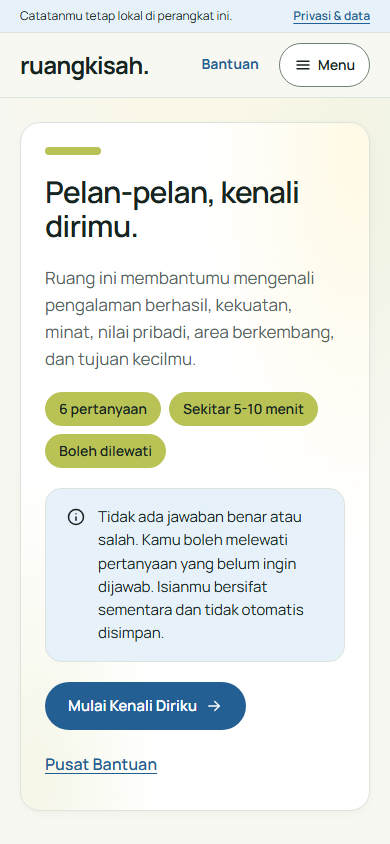 Catatanmu tetap lokal di perangkat ini.
Privasi & data
ruangkisah.
Bantuan
Menu
Pelan-pelan, kenali
dirimu.
Ruang ini membantumu mengenali
pengalaman berhasil, kekuatan,
minat, nilai pribadi, area berkembang,
dan tujuan kecilmu.
6 pertanyaan
Sekitar 5-10 menit
Boleh dilewati
Tidak ada jawaban benar atau
salah. Kamu boleh melewati
pertanyaan yang belum ingin
dijawab. Isianmu bersifat
sementara dan tidak otomatis
disimpan.
Mulai Kenali Diriku
Pusat Bantuan